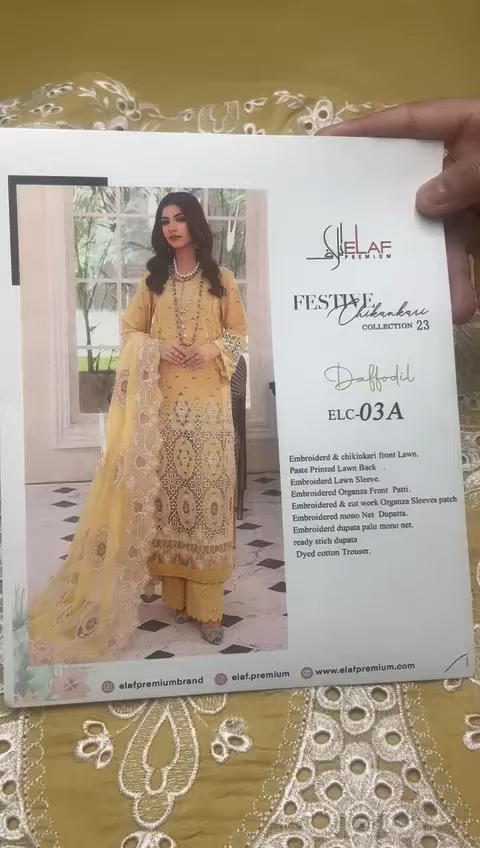 ایلاف ELAF
PREMIUM
FESTIVE
Chikankari
COLLECTION 23
Daffodil
ELC-03A
Embroiderd & chikinkari front Lawn.
Paste Printed Lawn Back .
Embroiderd Lawn Sleeve.
Embroidered Organza Front Patti.
Embroidered & cut work Organza Sleeves patch
Embroidered mono Net Dupatta.
Embroiderd dupata palu mono net.
ready stich dupata
Dyed cotton Trouser.
elafpremiumbrand elaf.premium www.elafpremium.com